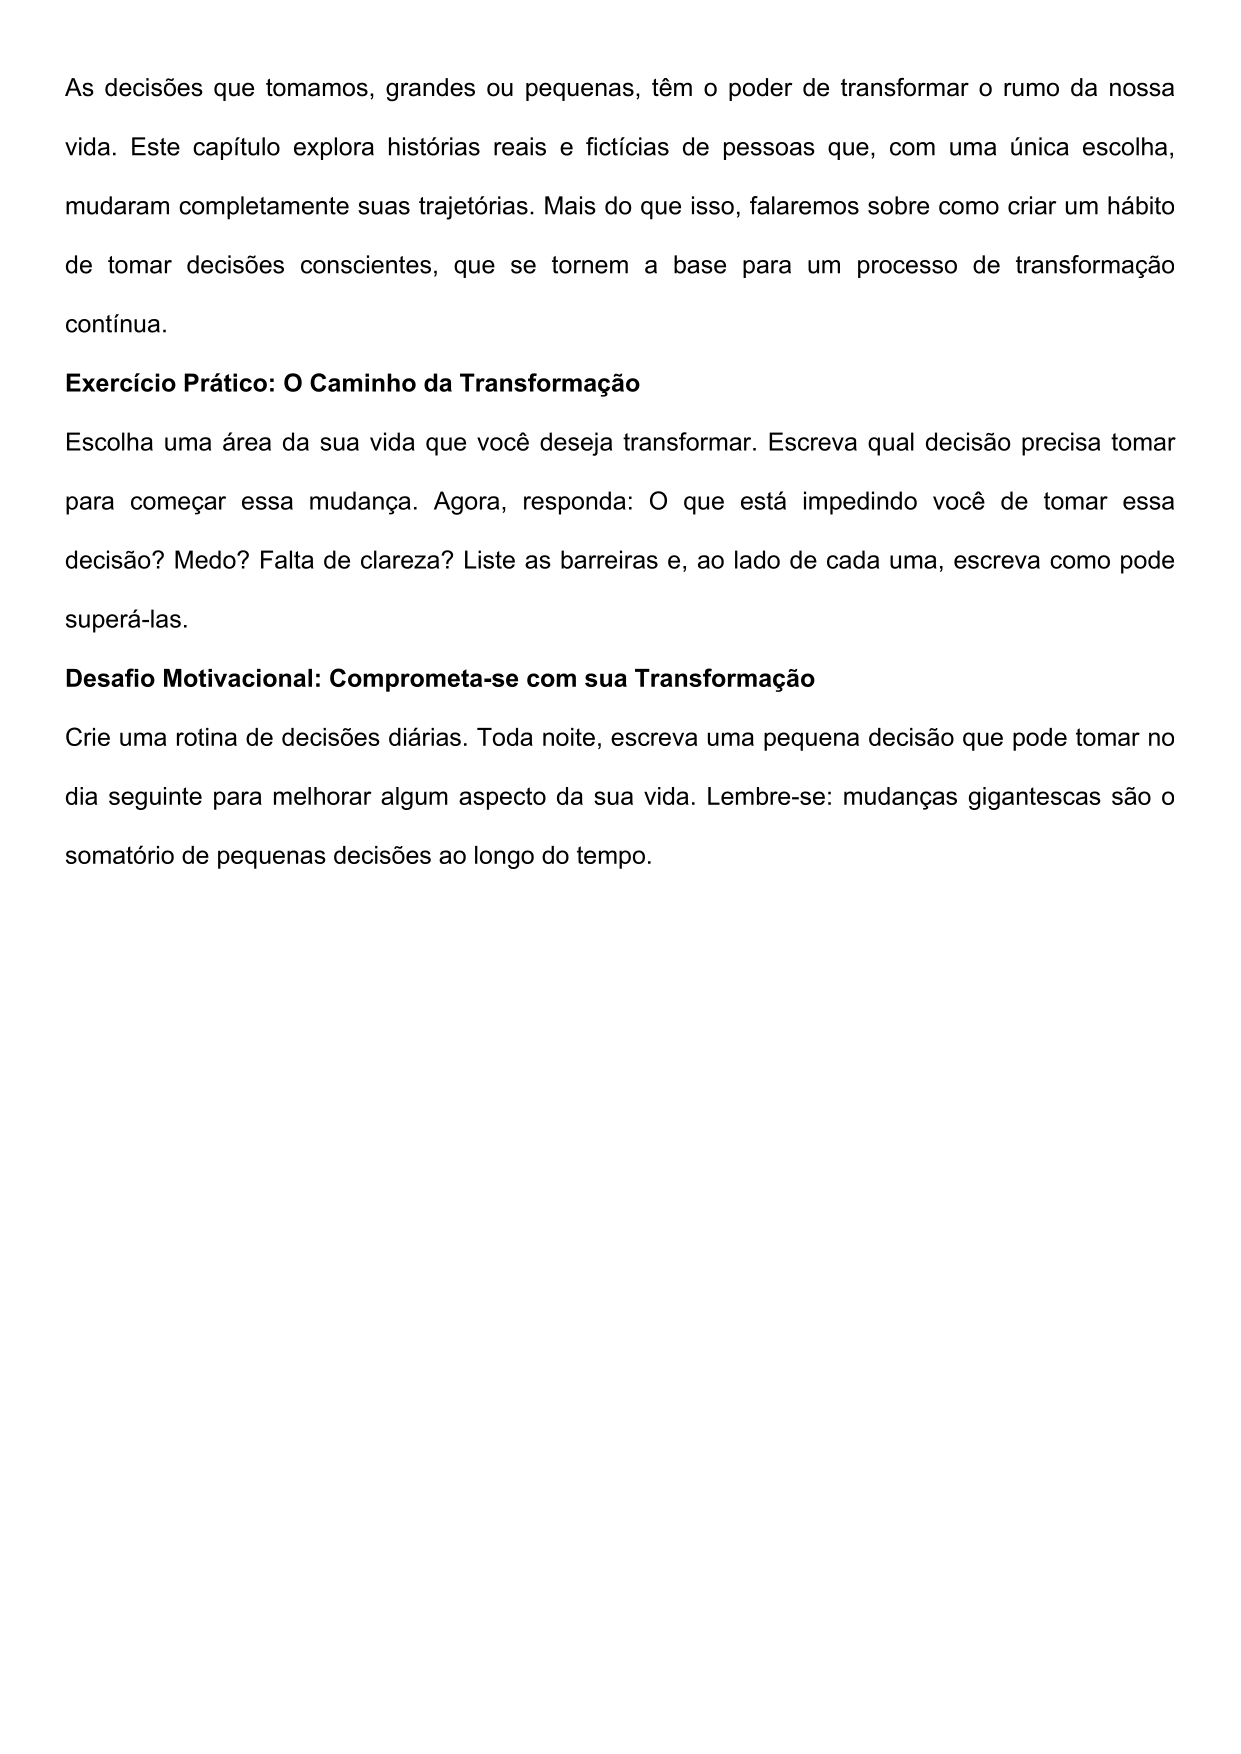 As decisões que tomamos, grandes ou pequenas, têm o poder de transformar o rumo da nossa
vida. Este capítulo explora histórias reais e fictícias de pessoas que, com uma única escolha,
mudaram completamente suas trajetórias. Mais do que isso, falaremos sobre como criar um hábito
de tomar decisões conscientes, que se tornem a base para um processo de transformação
contínua.
Exercício Prático: O Caminho da Transformação
Escolha uma área da sua vida que você deseja transformar. Escreva qual decisão precisa tomar
para começar essa mudança. Agora, responda: O que está impedindo você de tomar essa
decisão? Medo? Falta de clareza? Liste as barreiras e, ao lado de cada uma, escreva como pode
superá-las.
Desafio Motivacional: Comprometa-se com sua Transformação
Crie uma rotina de decisões diárias. Toda noite, escreva uma pequena decisão que pode tomar no
dia seguinte para melhorar algum aspecto da sua vida. Lembre-se: mudanças gigantescas são o
somatório de pequenas decisões ao longo do tempo.